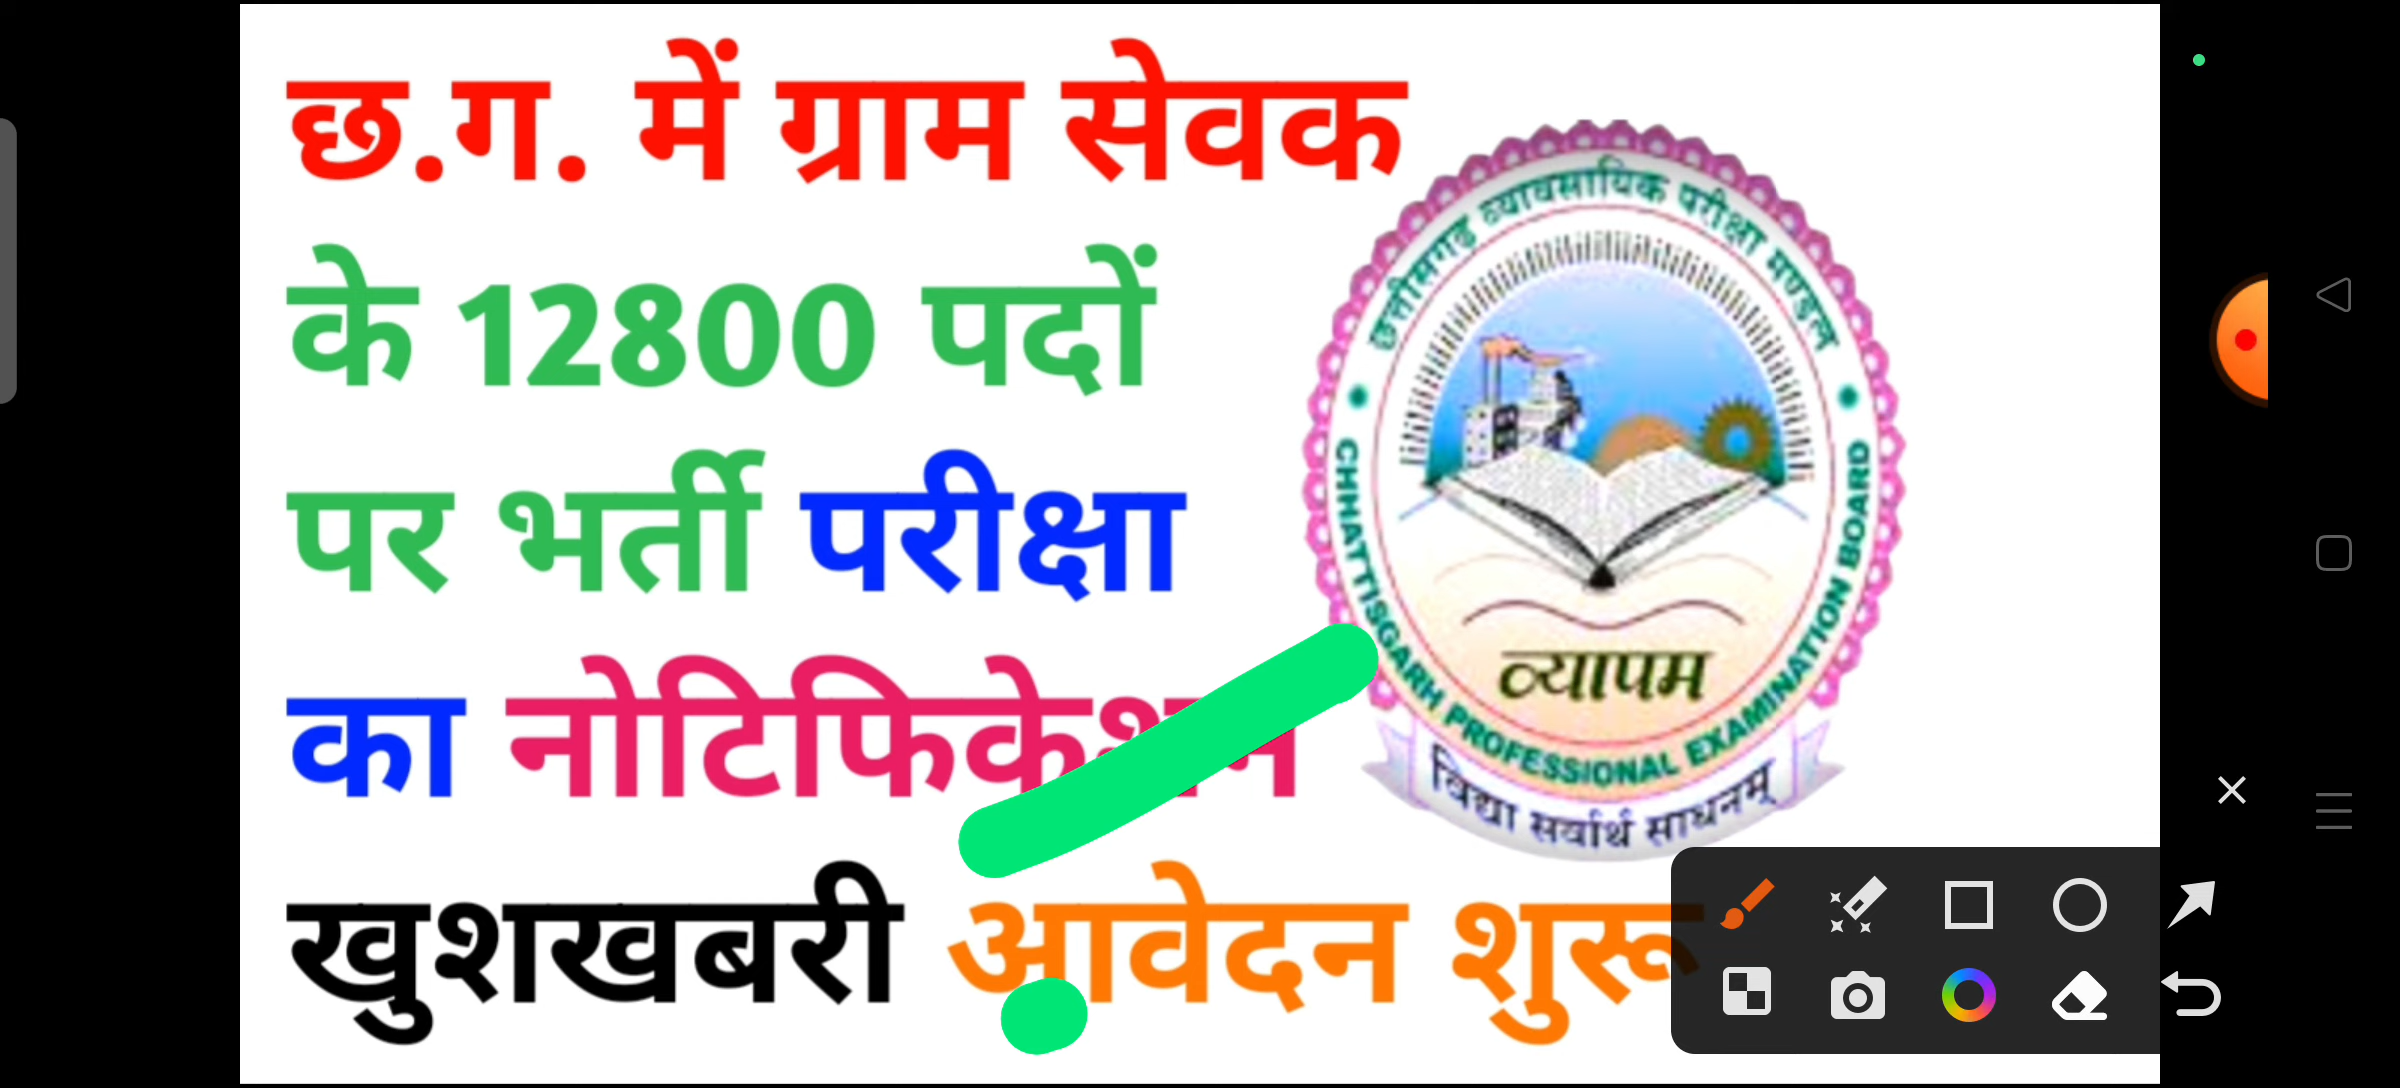 छ.ग. में ग्राम सेवक
के 12800 पदों
पर भर्ती परीक्षा
का नोटिफिकेशन
खुशखबरी आवेदन शुरू
छत्तीसगढ़ व्यावसायिक परीक्षा मण्डल
CHHATTISGARH PROFESSIONAL EXAMINATION BOARD
व्यापम
विद्या सर्वार्थ साधनम्